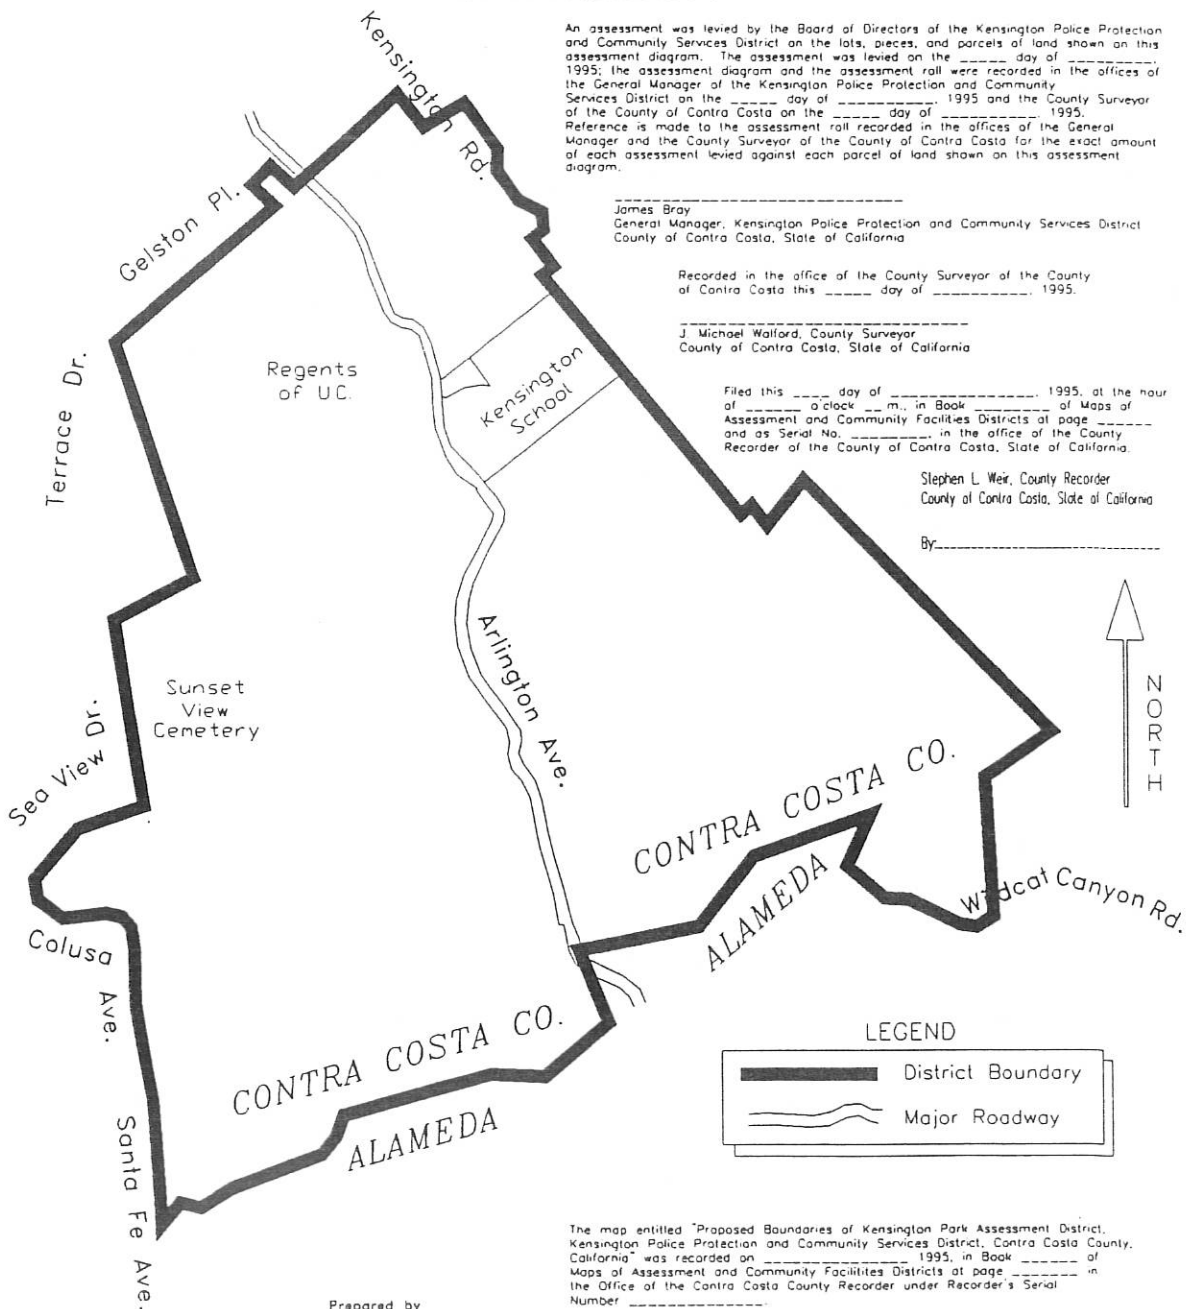 An assessment was levied by the Board of Directors of the Kensington Police Protection
and Community Services District on the lots, pieces, and parcels of land shown on this
assessment diagram. The assessment was levied on the _____ day of __________,
1995; the assessment diagram and the assessment roll were recorded in the offices of
the General Manager of the Kensington Police Protection and Community
Services District on the _____ day of __________, 1995 and the County Surveyor
of the County of Contra Costa on the _____ day of __________, 1995.
Reference is made to the assessment roll recorded in the offices of the General
Manager and the County Surveyor of the County of Contra Costa for the exact amount
of each assessment levied against each parcel of land shown on this assessment
diagram.
______________________________
James Bray
General Manager, Kensington Police Protection and Community Services District
County of Contra Costa, State of California
Recorded in the office of the County Surveyor of the County
of Contra Costa this _____ day of __________, 1995.
______________________________
J. Michael Walford, County Surveyor
County of Contra Costa, State of California
Filed this ____ day of _______________, 1995, at the hour
of ______ o'clock __m., in Book ________ of Maps of
Assessment and Community Facilities Districts at page ______
and as Serial No. _________, in the office of the County
Recorder of the County of Contra Costa, State of California.
Stephen L. Weir, County Recorder
County of Contra Costa, State of California
By:________________________
Kensington Rd.
Gelston Pl.
Terrace Dr.
Regents
of U.C.
Kensington
School
Arlington Ave.
Sunset
View
Cemetery
Sea View Dr.
NORTH
CONTRA COSTA CO.
ALAMEDA
Wildcat Canyon Rd.
Colusa Ave.
CONTRA COSTA CO.
ALAMEDA
Santa Fe Ave.
LEGEND
District Boundary
Major Roadway
The map entitled "Proposed Boundaries of Kensington Park Assessment District,
Kensington Police Protection and Community Services District, Contra Costa County,
California" was recorded on ______________ 1995, in Book ______ of
Maps of Assessment and Community Facilitites Districts at page _______ in
the Office of the Contra Costa County Recorder under Recorder's Serial
Number ______________.
Prepared by